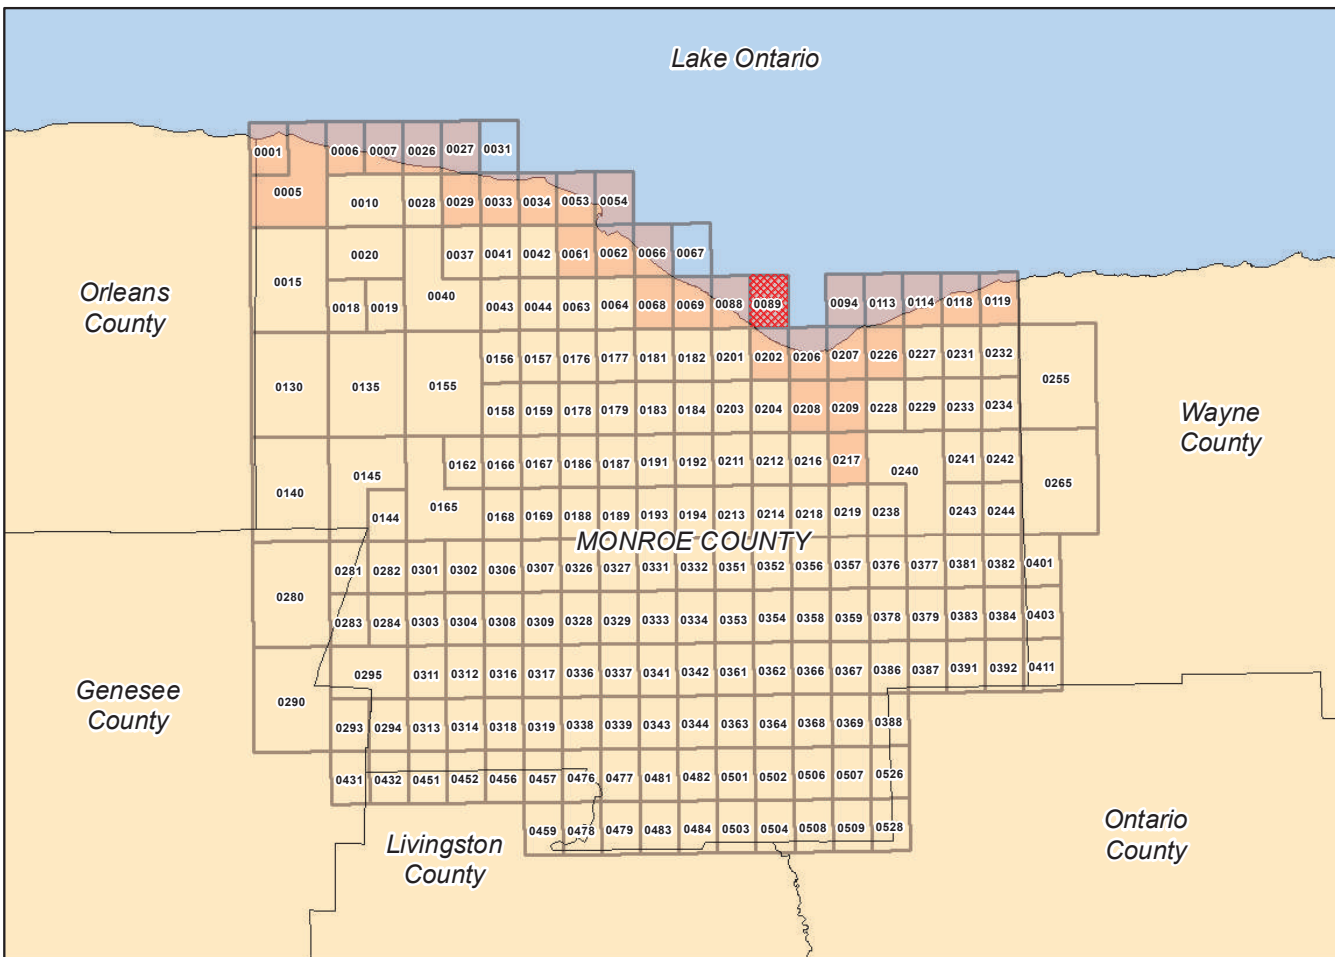 Lake Ontario
0001
0006 0007 0026 0027 0031
0005
0010 0028 0029 0033 0034 0053 0054
0015
0020
0037 0041 0042 0061 0062 0066 0067
0018 0019
0040
0043 0044 0063 0064 0068 0069 0088 0089
0094 0113 0114 0118 0119
Orleans
County
0130 0135 0155
0156 0157 0176 0177 0181 0182 0201 0202 0206 0207 0226 0227 0231 0232
0255
0158 0159 0178 0179 0183 0184 0203 0204 0208 0209 0228 0229 0233 0234
Wayne
County
0140
0145
0162 0166 0167 0186 0187 0191 0192 0211 0212 0216 0217
0240
0241 0242
0265
0144
0165
0168 0169 0188 0189 0193 0194 0213 0214 0218 0219 0238
0243 0244
MONROE COUNTY
0280
0281 0282 0301 0302 0306 0307 0326 0327 0331 0332 0351 0352 0356 0357 0376 0377 0381 0382 0401
0283 0284 0303 0304 0308 0309 0328 0329 0333 0334 0353 0354 0358 0359 0378 0379 0383 0384 0403
0290
0295 0311 0312 0316 0317 0336 0337 0341 0342 0361 0362 0366 0367 0386 0387 0391 0392 0411
Genesee
County
0293 0294 0313 0314 0318 0319 0338 0339 0343 0344 0363 0364 0368 0369 0388
0431 0432 0451 0452 0456 0457 0476 0477 0481 0482 0501 0502 0506 0507 0526
0459 0478 0479 0483 0484 0503 0504 0508 0509 0528
Livingston
County
Ontario
County